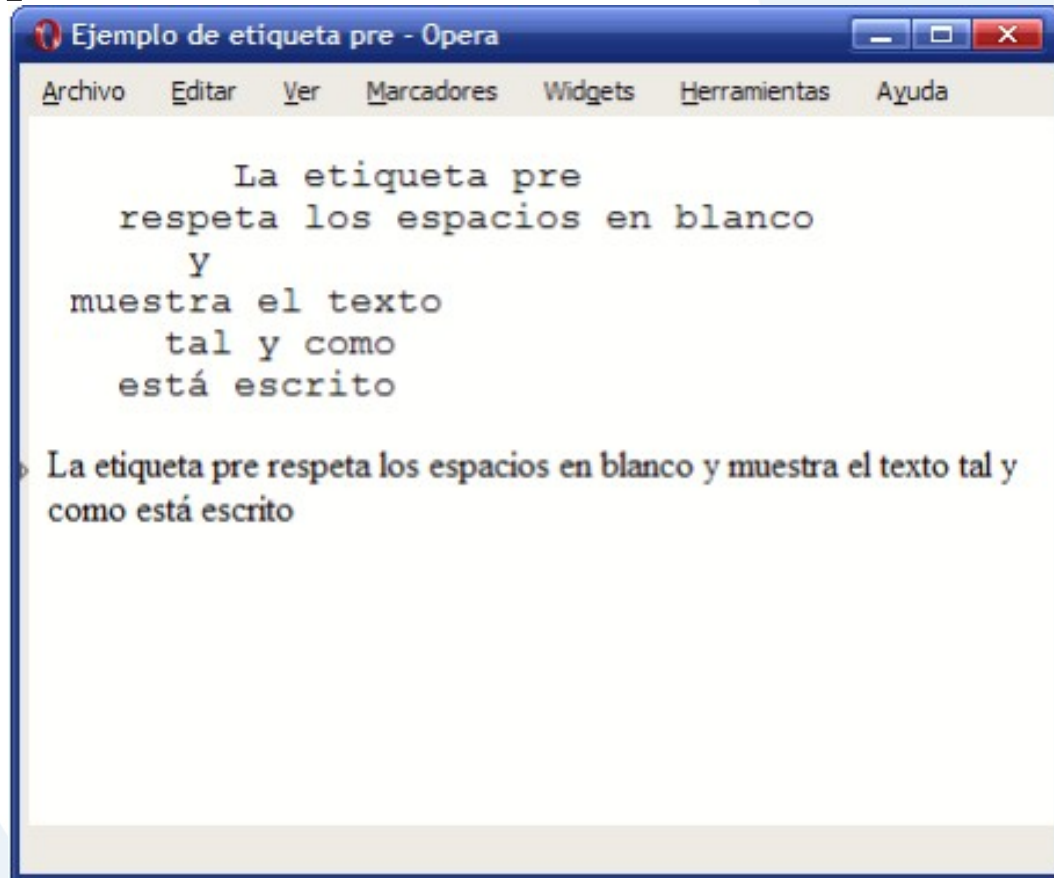 Ejemplo de etiqueta pre - Opera
Archivo Editar Ver Marcadores Widgets Herramientas Ayuda
La etiqueta pre
respeta los espacios en blanco
y
muestra el texto
tal y como
está escrito
La etiqueta pre respeta los espacios en blanco y muestra el texto tal y
como está escrito